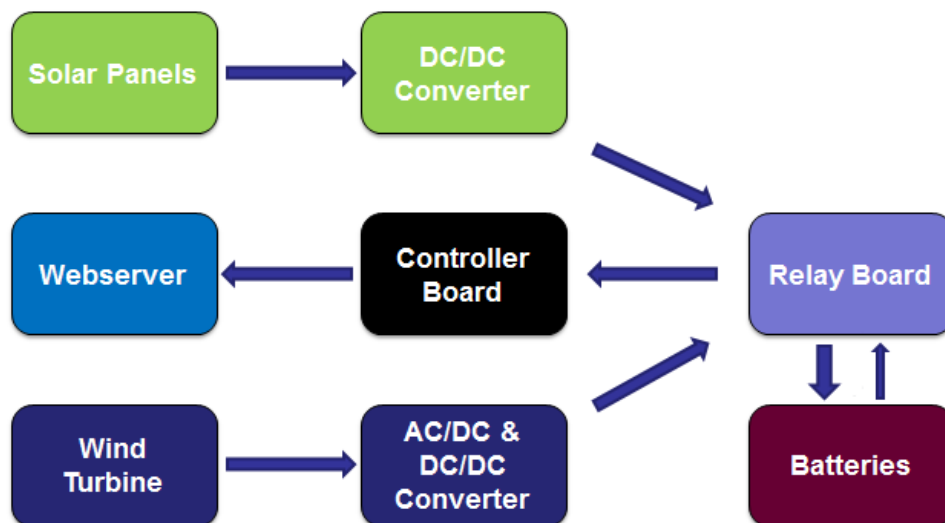 Solar Panels
DC/DC
Converter
Webserver
Controller
Board
Relay Board
Wind
Turbine
AC/DC &
DC/DC
Converter
Batteries